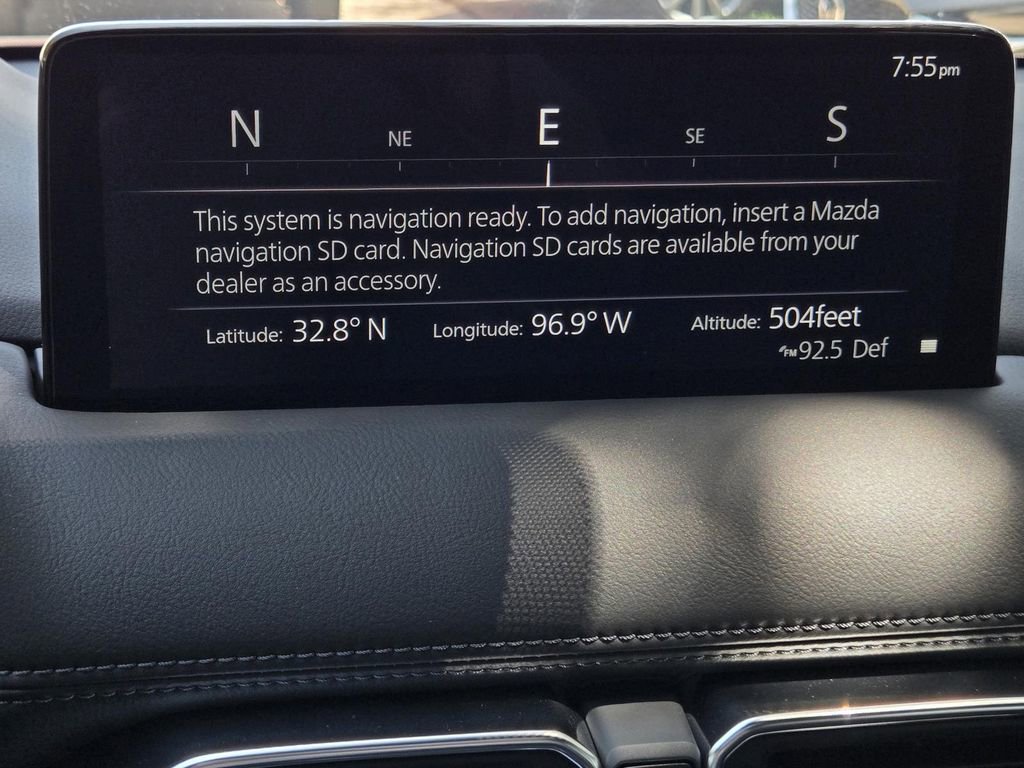 7:55pm
N NE E SE S
This system is navigation ready. To add navigation, insert a Mazda
navigation SD card. Navigation SD cards are available from your
dealer as an accessory.
Latitude: 32.8° N Longitude: 96.9° W Altitude: 504feet
FM 92.5 Def